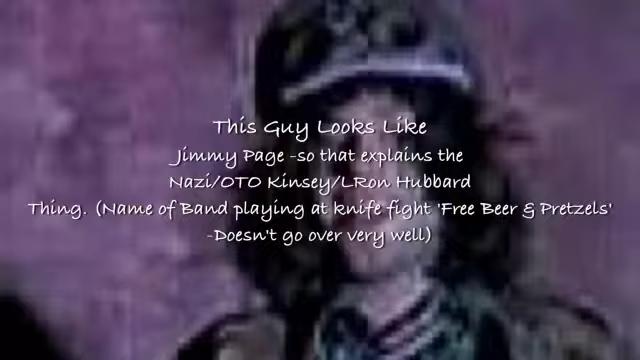 This Guy Looks Like
Jimmy Page -so that explains the
Nazi/OTO Kinsey/LRon Hubbard
Thing. (Name of Band playing at knife fight 'Free Beer & Pretzels'
-Doesn't go over very well)